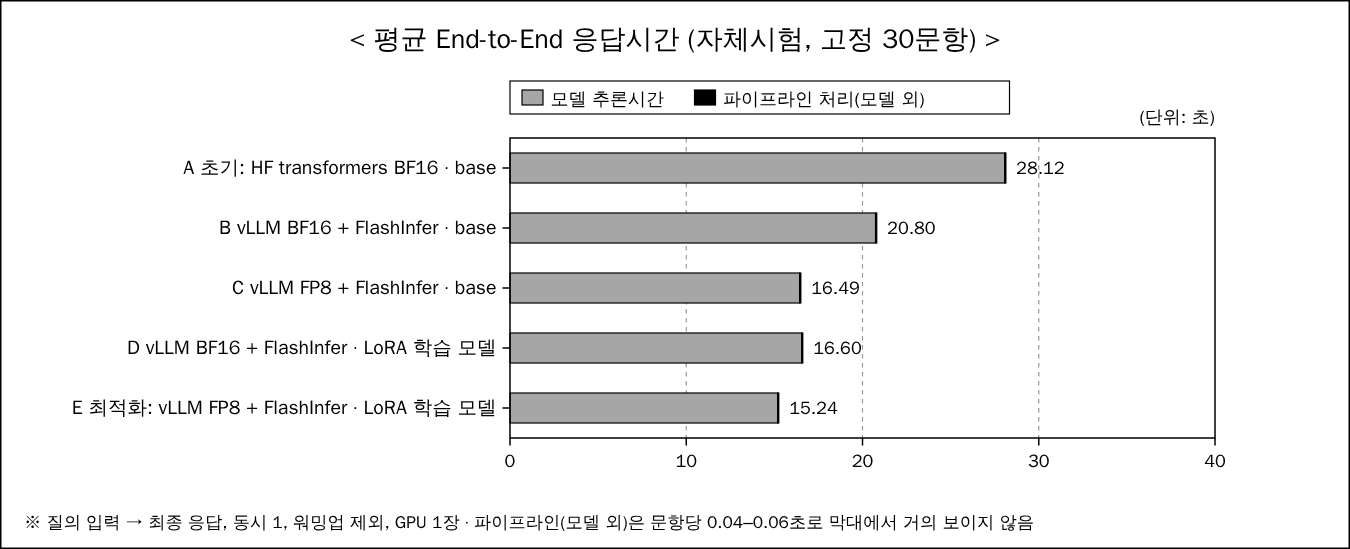 < 평균 End-to-End 응답시간 (자체시험, 고정 30문항) >
모델 추론시간 파이프라인 처리(모델 외)
(단위: 초)
A 초기: HF transformers BF16 · base 28.12
B vLLM BF16 + FlashInfer · base 20.80
C vLLM FP8 + FlashInfer · base 16.49
D vLLM BF16 + FlashInfer · LoRA 학습 모델 16.60
E 최적화: vLLM FP8 + FlashInfer · LoRA 학습 모델 15.24
0 10 20 30 40
※ 질의 입력 → 최종 응답, 동시 1, 워밍업 제외, GPU 1장 · 파이프라인(모델 외)은 문항당 0.04–0.06초로 막대에서 거의 보이지 않음